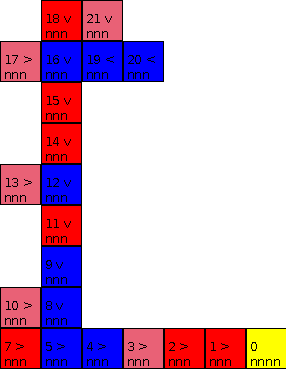 18 v 21 v
nnn nnn
17 > 16 v 19 < 20 <
nnn nnn nnn nnn
15 v
nnn
14 v
nnn
13 > 12 v
nnn nnn
11 v
nnn
9 v
nnn
10 > 8 v
nnn nnn
7 > 5 > 4 > 3 > 2 > 1 > 0
nnn nnn nnn nnn nnn nnn nnnn